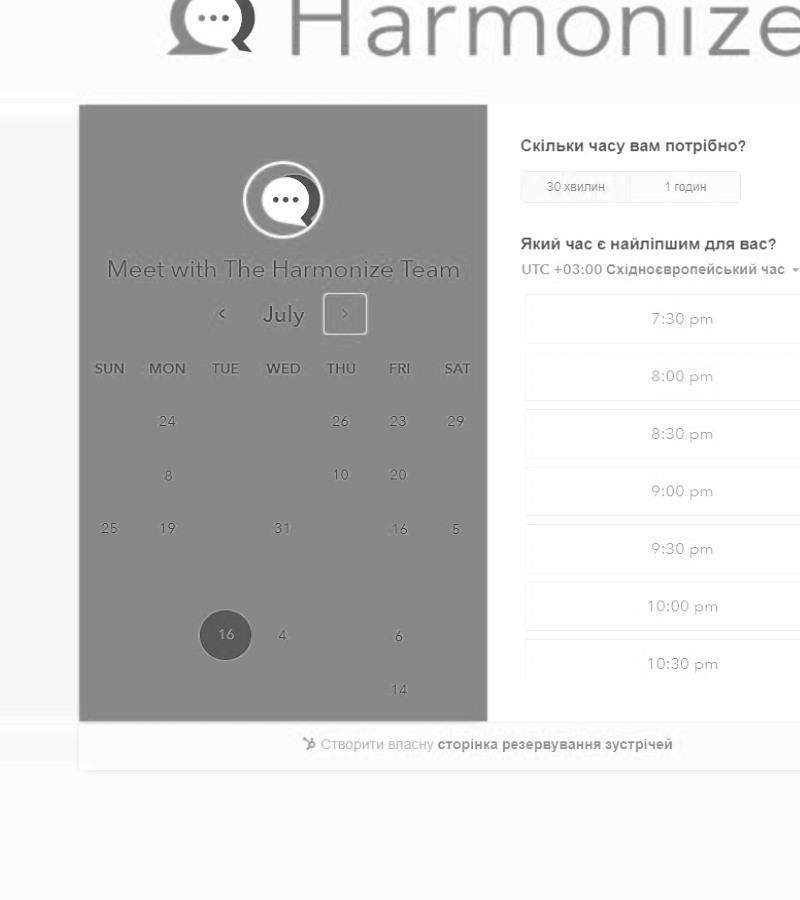 Harmonize
Meet with The Harmonize Team
July
SUN MON TUE WED THU FRI SAT
24 26 23 29
8 10 20
25 19 31 16 5
16 4 6
14
Скільки часу вам потрібно?
30 хвилин 1 годин
Який час є найліпшим для вас?
UTC +03:00 Східноєвропейський час
7:30 pm
8:00 pm
8:30 pm
9:00 pm
9:30 pm
10:00 pm
10:30 pm
Створити власну сторінка резервування зустрічей